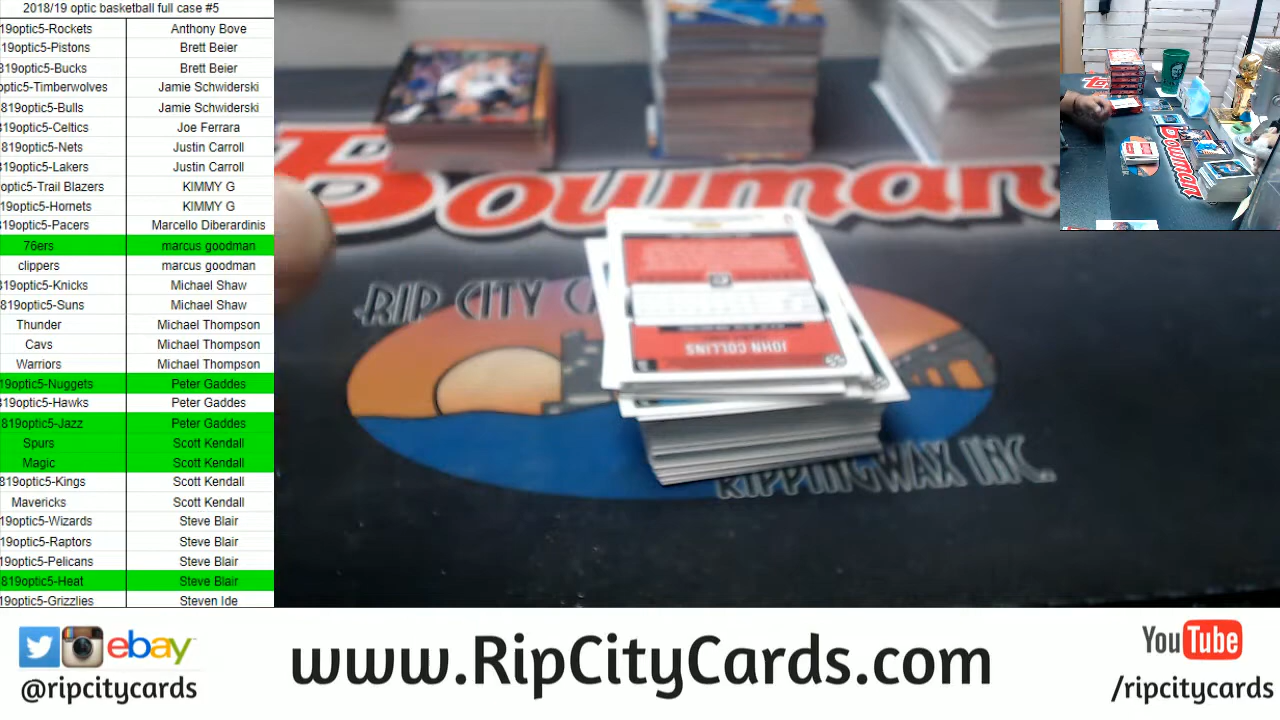 2018/19 optic basketball full case #5
19optic5-Rockets Anthony Bove
19optic5-Pistons Brett Beier
819optic5-Bucks Brett Beier
optic5-Timberwolves Jamie Schwiderski
819optic5-Bulls Jamie Schwiderski
819optic5-Celtics Joe Ferrara
19optic5-Nets Justin Carroll
19optic5-Lakers Justin Carroll
optic5-Trail Blazers KIMMY G
19optic5-Hornets KIMMY G
819optic5-Pacers Marcello Diberardinis
76ers marcus goodman
clippers marcus goodman
819optic5-Knicks Michael Shaw
819optic5-Suns Michael Shaw
Thunder Michael Thompson
Cavs Michael Thompson
Warriors Michael Thompson
19optic5-Nuggets Peter Gaddes
19optic5-Hawks Peter Gaddes
819optic5-Jazz Peter Gaddes
Spurs Scott Kendall
Magic Scott Kendall
819optic5-Kings Scott Kendall
Mavericks Scott Kendall
19optic5-Wizards Steve Blair
19optic5-Raptors Steve Blair
19optic5-Pelicans Steve Blair
819optic5-Heat Steve Blair
19optic5-Grizzlies Steven Ide
Bowman
RIP CITY
JOHN COLLINS
RIPPINGWAX INC.
Bowman
ebay
@ripcitycards
www.RipCityCards.com
YouTube
/ripcitycards